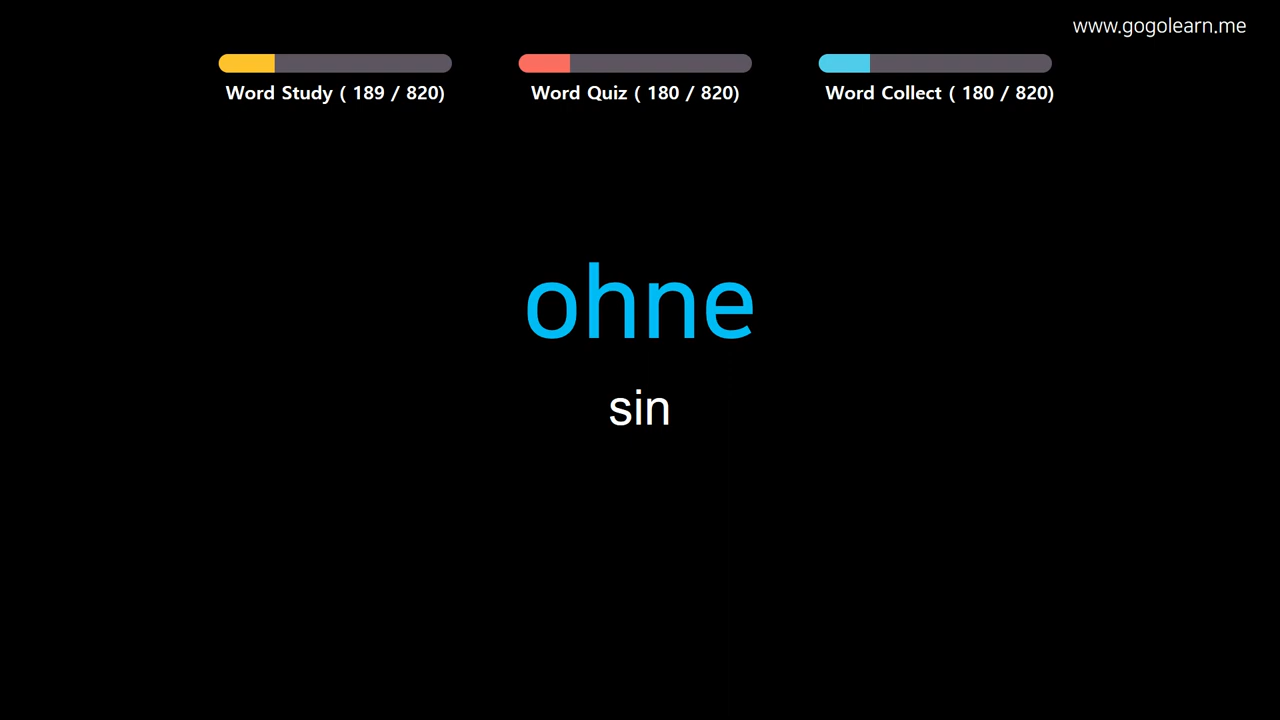 www.gogolearn.me
Word Study ( 189 / 820)
Word Quiz ( 180 / 820)
Word Collect ( 180 / 820)
ohne
sin